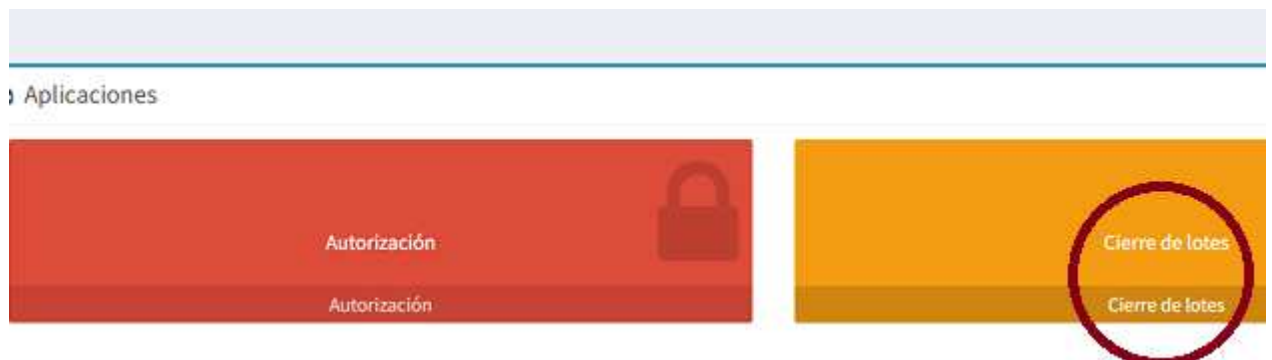 Aplicaciones
Autorización
Autorización
Cierre de lotes
Cierre de lotes